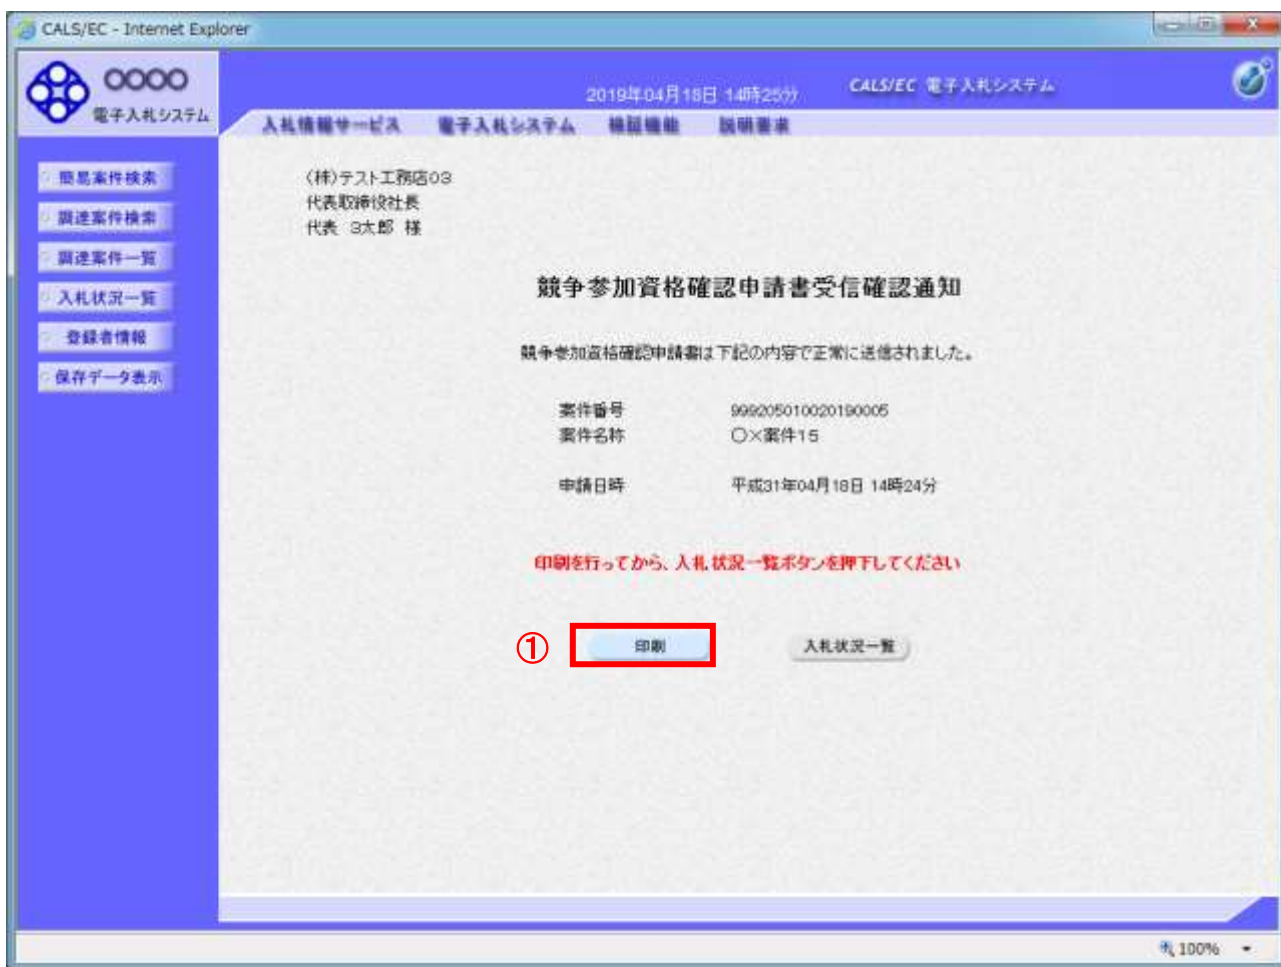 CALS/EC - Internet Explorer
○○○○
電子入札システム
2019年04月18日 14時25分
CALS/EC 電子入札システム
入札情報サービス 電子入札システム 検証機能 説明要求
簡易案件検索
調達案件検索
調達案件一覧
入札状況一覧
登録者情報
保存データ表示
(株)テスト工務店03
代表取締役社長
代表 3太郎 様
競争参加資格確認申請書受信確認通知
競争参加資格確認申請書は下記の内容で正常に送信されました。
案件番号 999205010020190005
案件名称 ○×案件15
申請日時 平成31年04月18日 14時24分
印刷を行ってから、入札状況一覧ボタンを押下してください
① 印刷 入札状況一覧
100%